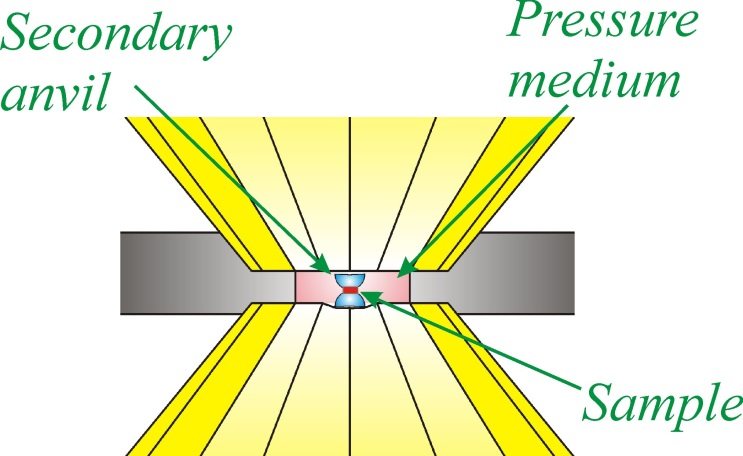 Secondary
anvil
Pressure
medium
Sample